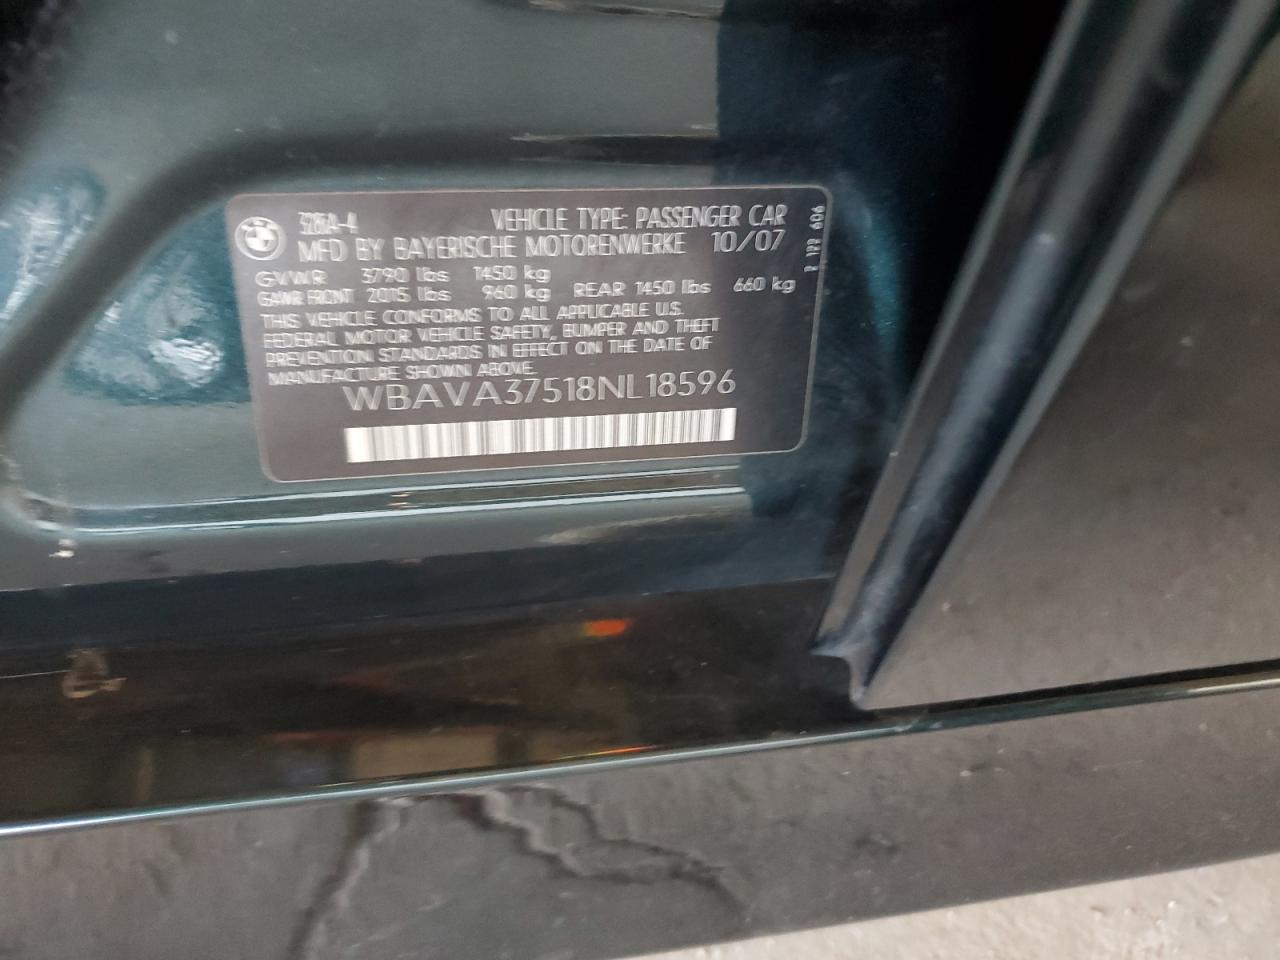 328iA-4 VEHICLE TYPE: PASSENGER CAR
MFD BY BAYERISCHE MOTORENWERKE 10/07
GVWR 3790 lbs 1450 kg
GAWR FRONT 2015 lbs 960 kg REAR 1450 lbs 660 kg
THIS VEHICLE CONFORMS TO ALL APPLICABLE U.S.
FEDERAL MOTOR VEHICLE SAFETY, BUMPER AND THEFT
PREVENTION STANDARDS IN EFFECT ON THE DATE OF
MANUFACTURE SHOWN ABOVE.
WBAVA37518NL18596